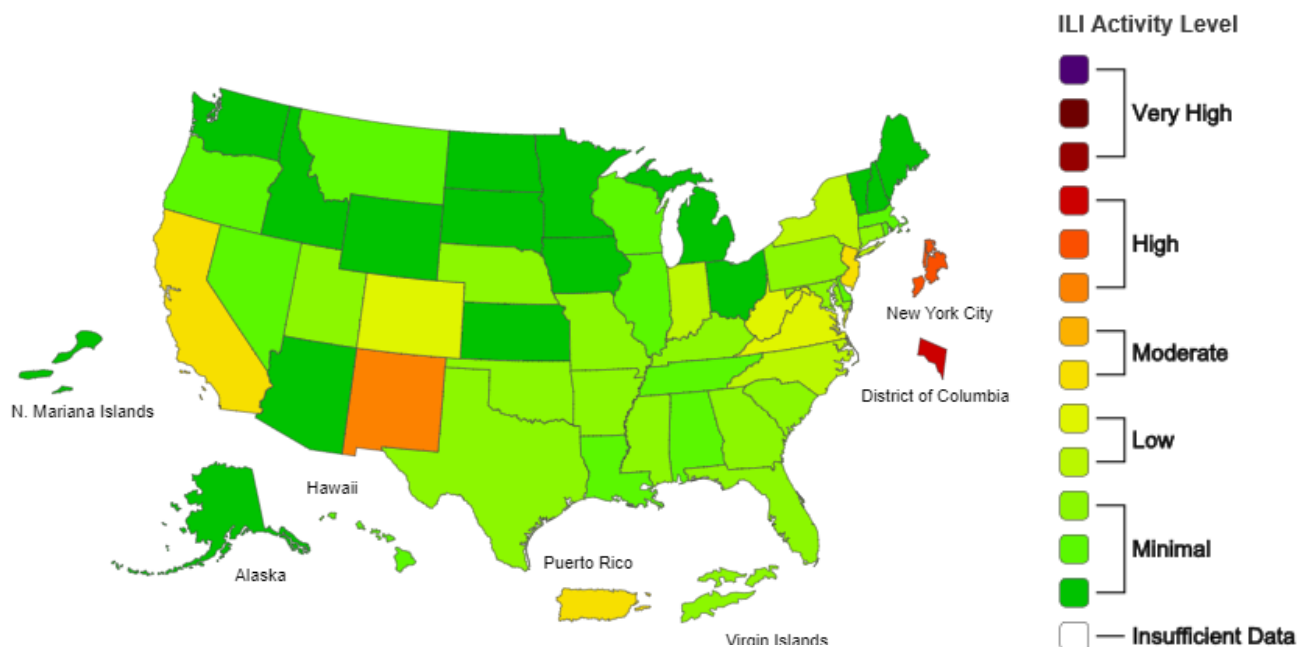 ILI Activity Level
Very High
High
Moderate
Low
Minimal
Insufficient Data
New York City
District of Columbia
N. Mariana Islands
Hawaii
Alaska
Puerto Rico
Virgin Islands